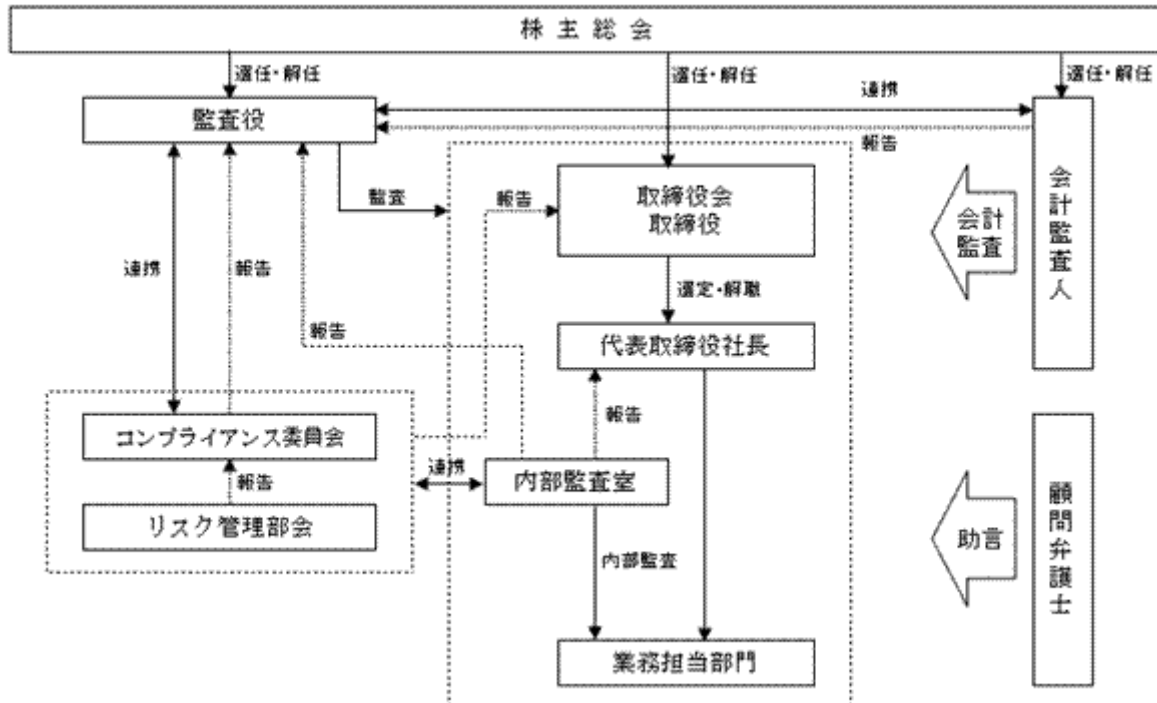 株主総会
選任・解任
選任・解任
選任・解任
連携
監査役
報告
監査
報告
取締役会
取締役
会計
監査
会計監査人
連携
報告
選定・解職
報告
代表取締役社長
報告
コンプライアンス委員会
連携
内部監査室
報告
リスク管理部会
助言
顧問弁護士
内部監査
業務担当部門